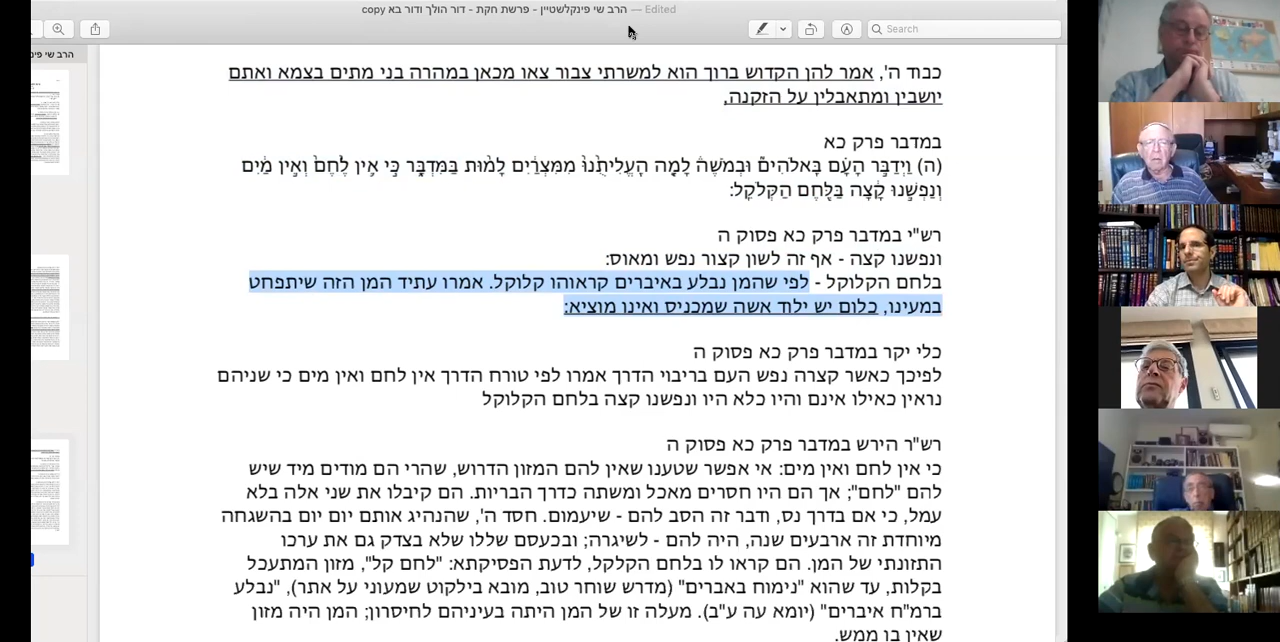 הרב שי פינקלשטיין - פרשת חקת - דור הולך ודור בא copy — Edited
Search
הרב שי פינ
כבוד ה', אמר להן הקדוש ברוך הוא למשרתי צבור צאו מכאן במהרה בני מתים בצמא ואתם
יושבין ומתאבלין על הזקנה,
במדבר פרק כא
(ה) וַיְדַבֵּ֣ר הָעָ֗ם בֵּֽאלֹהִים֮ וּבְמֹשֶׁה֒ לָמָ֤ה הֶֽעֱלִיתֻ֙נוּ֙ מִמִּצְרַ֔יִם לָמ֖וּת בַּמִּדְבָּ֑ר כִּ֣י אֵ֥ין לֶ֙חֶם֙ וְאֵ֣ין מַ֔יִם
וְנַפְשֵׁ֣נוּ קָ֔צָה בַּלֶּ֖חֶם הַקְּלֹקֵֽל:
רש"י במדבר פרק כא פסוק ה
ונפשנו קצה - אף זה לשון קצור נפש ומאוס:
בלחם הקלוקל - לפי שהמן נבלע באיברים קראוהו קלוקל. אמרו עתיד המן הזה שיתפחט
במעינו, כלום יש ילוד אשה שמכניס ואינו מוציא:
כלי יקר במדבר פרק כא פסוק ה
לפיכך כאשר קצרה נפש העם בריבוי הדרך אמרו לפי טורח הדרך אין לחם ואין מים כי שניהם
נראין כאילו אינם והיו כלא היו ונפשנו קצה בלחם הקלוקל
רש"ר הירש במדבר פרק כא פסוק ה
כי אין לחם ואין מים: אי אפשר שטענו שאין להם המזון הדרוש, שהרי הם מודים מיד שיש
להם "לחם"; אך הם היו חסרים מאכל ומשתה כדרך הבריות. הם קיבלו את שני אלה בלא
עמל, כי אם בדרך נס, ודבר זה הסב להם - שיעמום. חסד ה', שהנהיג אותם יום יום בהשגחה
מיוחדת זה ארבעים שנה, היה להם - לשיגרה; ובכעסם שללו שלא בצדק גם את ערכו
התזונתי של המן. הם קראו לו בלחם הקלקל, לדעת הפסיקתא: "לחם קל", מזון המתעכל
בקלות, עד שהוא "נימוח באברים" (מדרש שוחר טוב, מובא בילקוט שמעוני על אתר), "נבלע
ברמ"ח איברים" (יומא עה ע"ב). מעלה זו של המן היתה בעיניהם לחיסרון; המן היה מזון
שאין בו ממש.